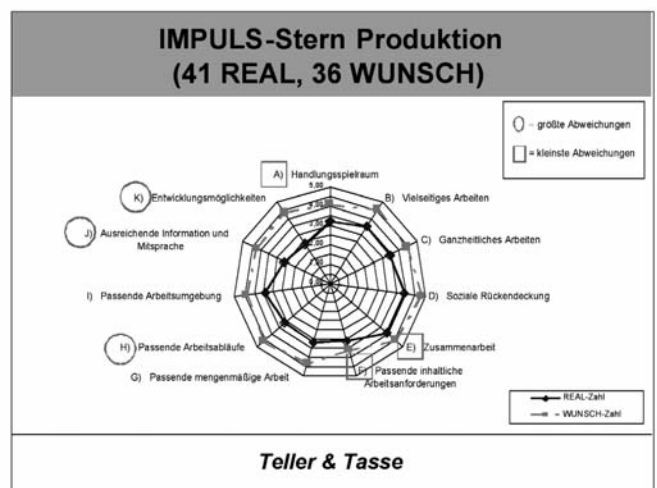 IMPULS-Stern Produktion
(41 REAL, 36 WUNSCH)
- größte Abweichungen
= kleinste Abweichungen
A) Handlungsspielraum
K) Entwicklungsmöglichkeiten
5,00
B) Vielseitiges Arbeiten
J) Ausreichende Information und
Mitsprache
C) Ganzheitliches Arbeiten
I) Passende Arbeitsumgebung
D) Soziale Rückendeckung
H) Passende Arbeitsabläufe
E) Zusammenarbeit
G) Passende mengenmäßige Arbeit
F) Passende inhaltliche
Arbeitsanforderungen
REAL-Zahl
WUNSCH-Zahl
Teller & Tasse